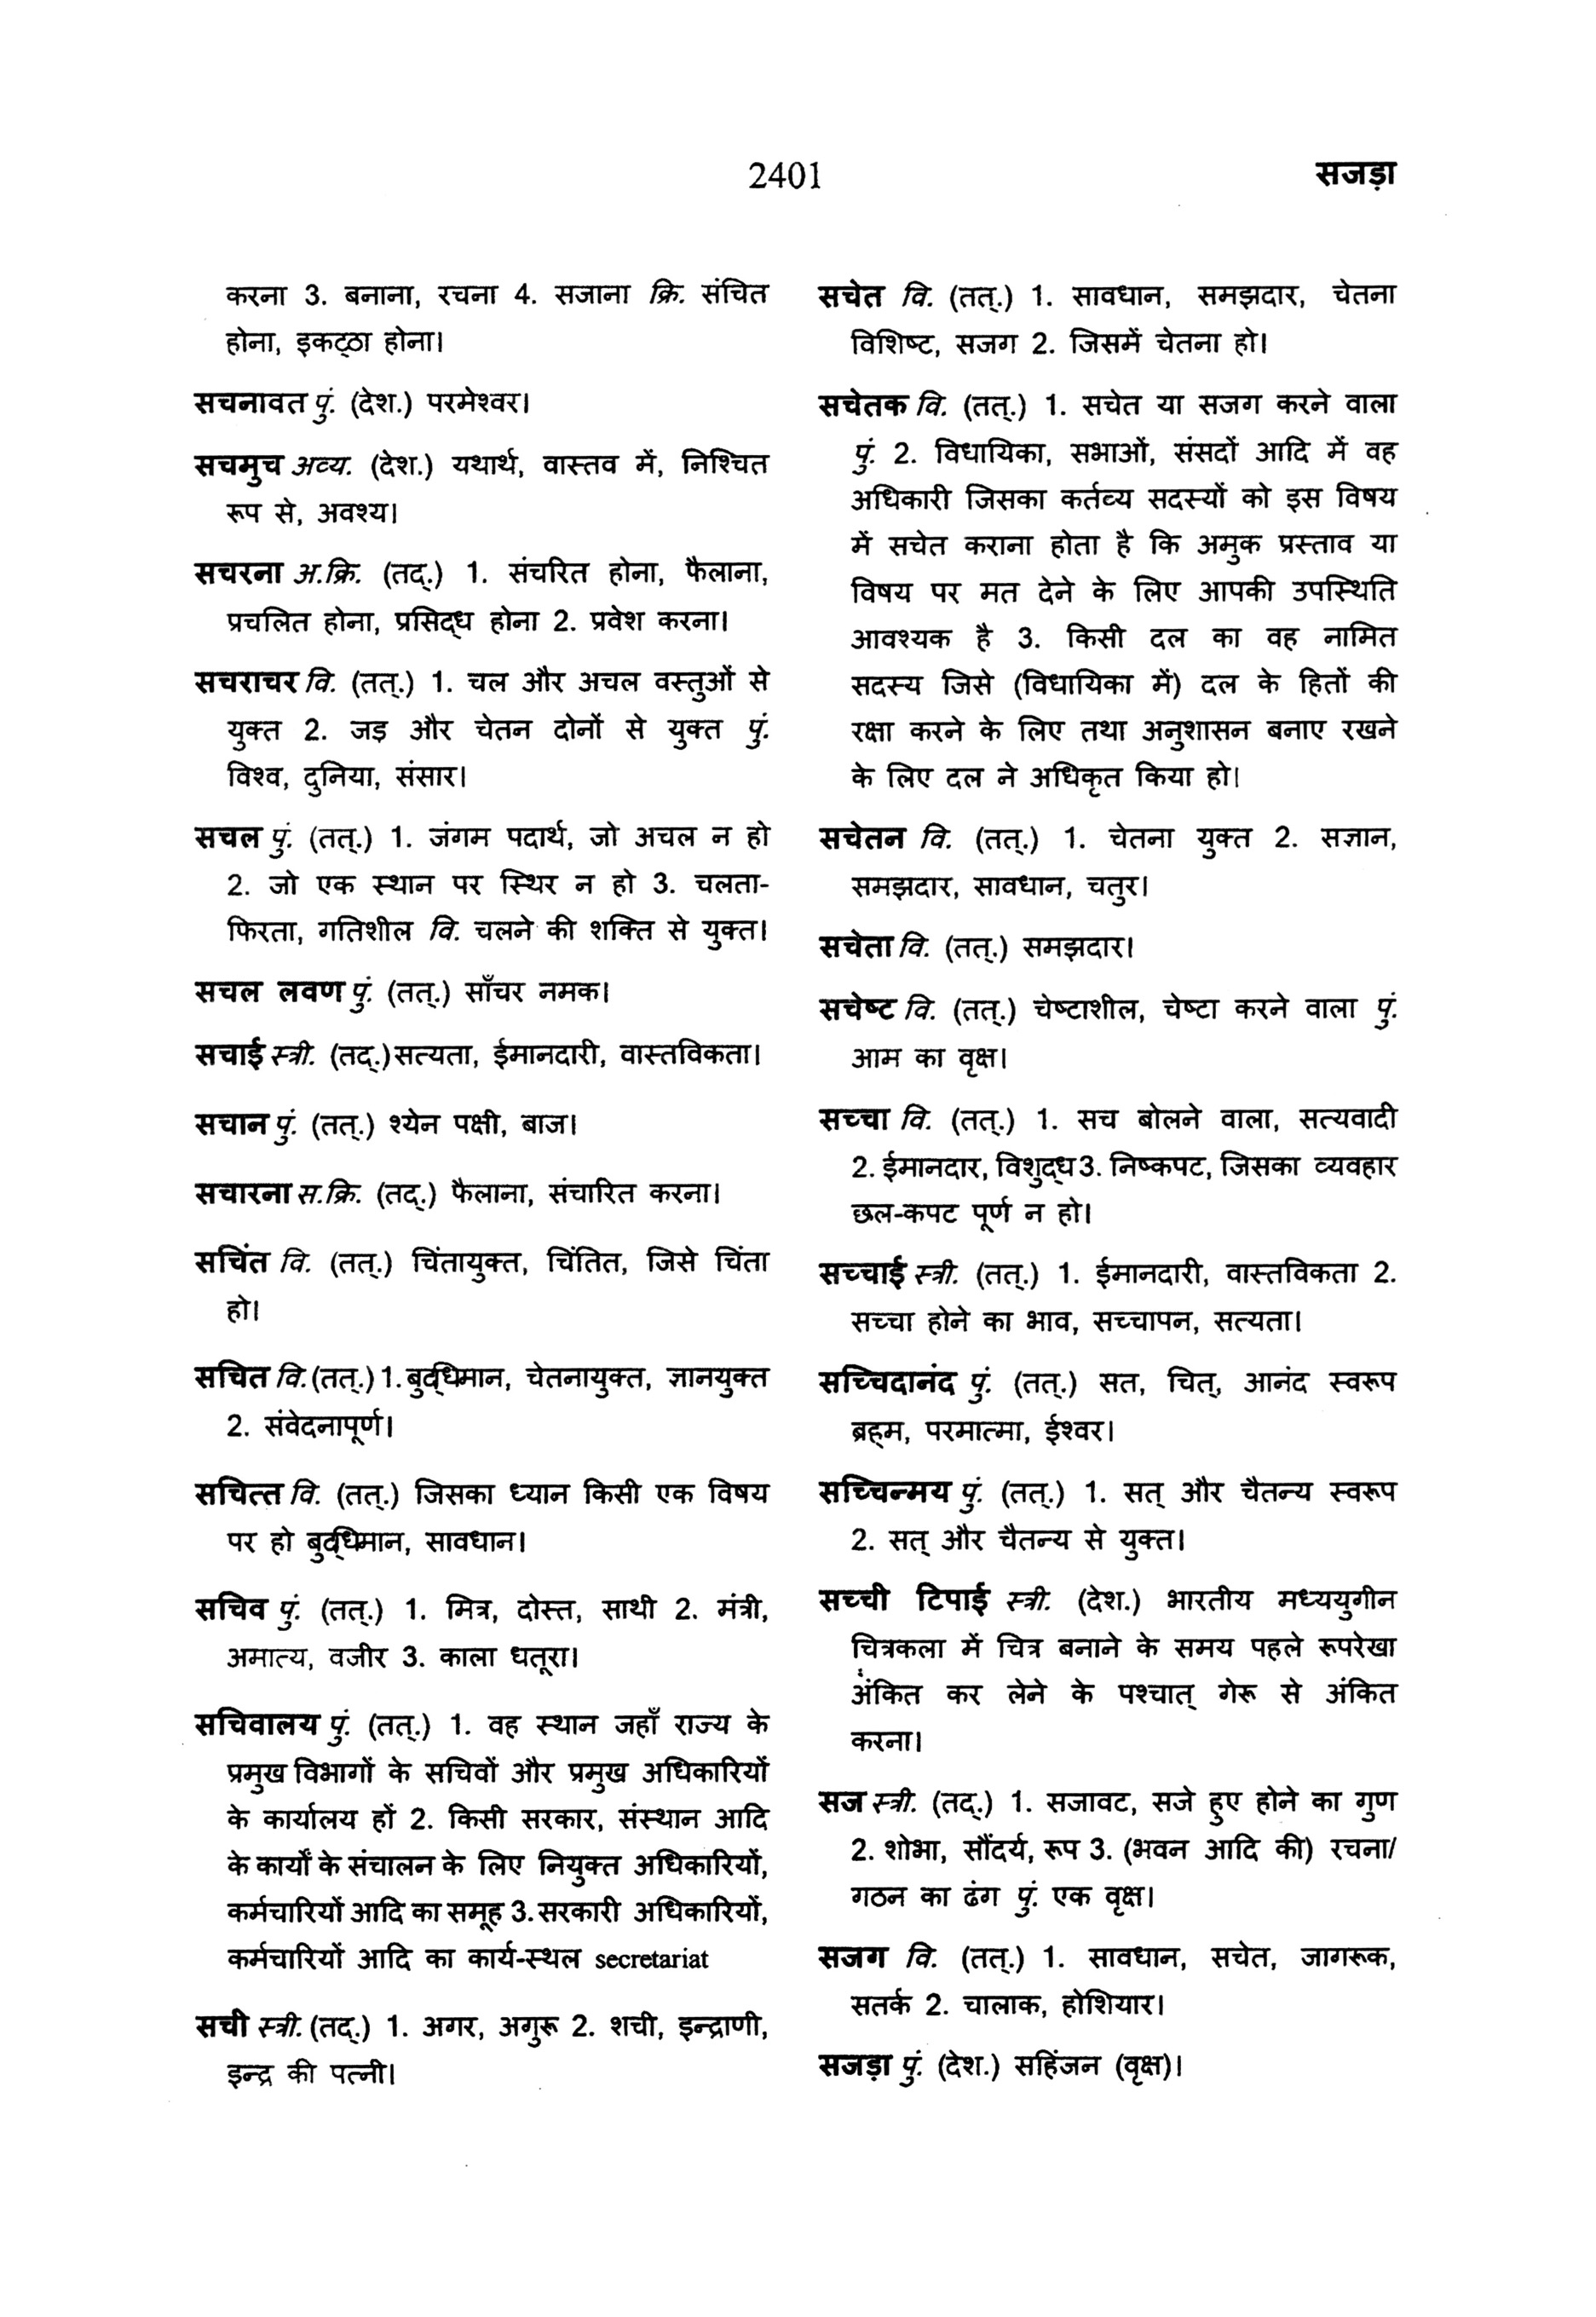 2401
सजड़ा
करना 3. बनाना, रचना 4. सजाना क्रि. संचित
होना, इकट्ठा होना।
सचनावत पुं. (देश.) परमेश्वर।
सचमुच अव्य. (देश.) यथार्थ, वास्तव में, निश्चित
रूप से, अवश्य।
सचरना अ.क्रि. (तद्.) 1. संचरित होना, फैलाना,
प्रचलित होना, प्रसिद्ध होना 2. प्रवेश करना।
सचराचर वि. (तत्.) 1. चल और अचल वस्तुओं से
युक्त 2. जड़ और चेतन दोनों से युक्त पुं.
विश्व, दुनिया, संसार।
सचल पुं. (तत्.) 1. जंगम पदार्थ, जो अचल न हो
2. जो एक स्थान पर स्थिर न हो 3. चलता-
फिरता, गतिशील वि. चलने की शक्ति से युक्त।
सचल लवण पुं. (तत्.) साँचर नमक।
सचाई स्त्री. (तद्.) सत्यता, ईमानदारी, वास्तविकता।
सचान पुं. (तत्.) श्येन पक्षी, बाज।
सचारना स.क्रि. (तद्.) फैलाना, संचारित करना।
सचिंत वि. (तत्.) चिंतायुक्त, चिंतित, जिसे चिंता
हो।
सचित वि. (तत्.) 1. बुद्धिमान, चेतनायुक्त, ज्ञानयुक्त
2. संवेदनापूर्ण।
सचित्त वि. (तत्.) जिसका ध्यान किसी एक विषय
पर हो बुद्धिमान, सावधान।
सचिव पुं. (तत्.) 1. मित्र, दोस्त, साथी 2. मंत्री,
अमात्य, वजीर 3. काला धतूरा।
सचिवालय पुं. (तत्.) 1. वह स्थान जहाँ राज्य के
प्रमुख विभागों के सचिवों और प्रमुख अधिकारियों
के कार्यालय हों 2. किसी सरकार, संस्थान आदि
के कार्यों के संचालन के लिए नियुक्त अधिकारियों,
कर्मचारियों आदि का समूह 3. सरकारी अधिकारियों,
कर्मचारियों आदि का कार्य-स्थल secretariat
सची स्त्री. (तद्.) 1. अगर, अगुरू 2. शची, इन्द्राणी,
इन्द्र की पत्नी।
सचेत वि. (तत्.) 1. सावधान, समझदार, चेतना
विशिष्ट, सजग 2. जिसमें चेतना हो।
सचेतक वि. (तत्.) 1. सचेत या सजग करने वाला
पुं. 2. विधायिका, सभाओं, संसदों आदि में वह
अधिकारी जिसका कर्तव्य सदस्यों को इस विषय
में सचेत कराना होता है कि अमुक प्रस्ताव या
विषय पर मत देने के लिए आपकी उपस्थिति
आवश्यक है 3. किसी दल का वह नामित
सदस्य जिसे (विधायिका में) दल के हितों की
रक्षा करने के लिए तथा अनुशासन बनाए रखने
के लिए दल ने अधिकृत किया हो।
सचेतन वि. (तत्.) 1. चेतना युक्त 2. सज्ञान,
समझदार, सावधान, चतुर।
सचेता वि. (तत्.) समझदार।
सचेष्ट वि. (तत्.) चेष्टाशील, चेष्टा करने वाला पुं.
आम का वृक्ष।
सच्चा वि. (तत्.) 1. सच बोलने वाला, सत्यवादी
2. ईमानदार, विशुद्ध 3. निष्कपट, जिसका व्यवहार
छल-कपट पूर्ण न हो।
सच्चाई स्त्री. (तत्.) 1. ईमानदारी, वास्तविकता 2.
सच्चा होने का भाव, सच्चापन, सत्यता।
सच्चिदानंद पुं. (तत्.) सत, चित्, आनंद स्वरूप
ब्रह्म, परमात्मा, ईश्वर।
सच्चिन्मय पुं. (तत्.) 1. सत् और चैतन्य स्वरूप
2. सत् और चैतन्य से युक्त।
सच्ची टिपाई स्त्री. (देश.) भारतीय मध्ययुगीन
चित्रकला में चित्र बनाने के समय पहले रूपरेखा
अंकित कर लेने के पश्चात् गेरू से अंकित
करना।
सज स्त्री. (तद्.) 1. सजावट, सजे हुए होने का गुण
2. शोभा, सौंदर्य, रूप 3. (भवन आदि की) रचना/
गठन का ढंग पुं. एक वृक्ष।
सजग वि. (तत्.) 1. सावधान, सचेत, जागरूक,
सतर्क 2. चालाक, होशियार।
सजड़ा पुं. (देश.) सहिंजन (वृक्ष)।